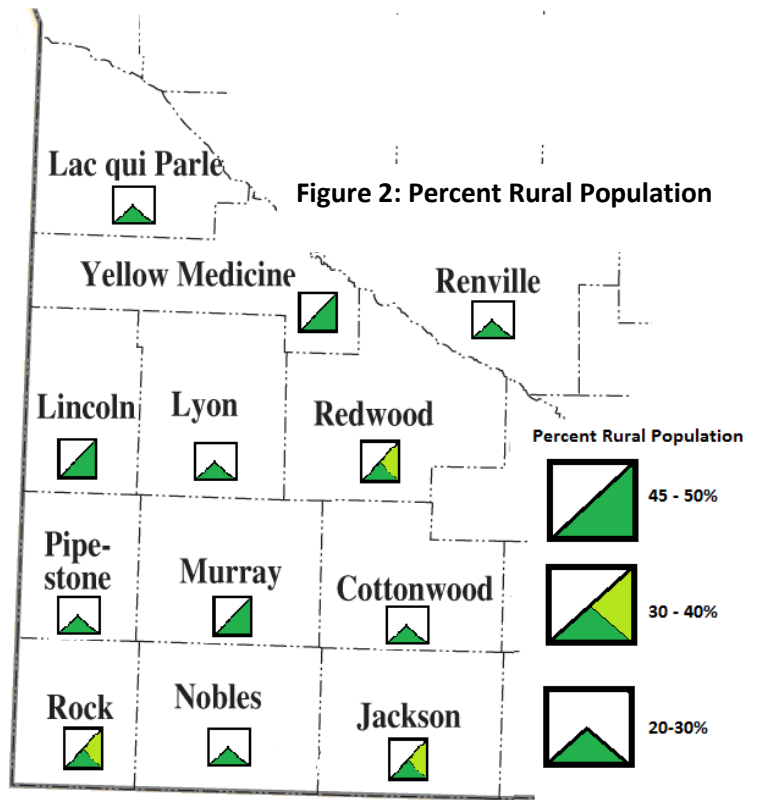 Lac qui Parle
Figure 2: Percent Rural Population
Yellow Medicine
Renville
Lincoln
Lyon
Redwood
Percent Rural Population
45 - 50%
Pipe-
stone
Murray
Cottonwood
30 - 40%
Rock
Nobles
Jackson
20-30%